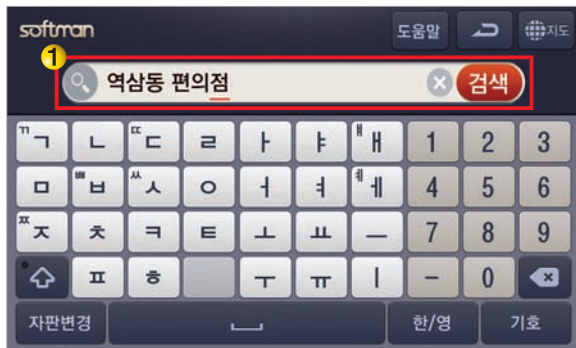 softman 도움말 지도
1
역삼동 편의점 검색
ㄲ ㄱ ㄴ ㄸ ㄷ ㄹ ㅏ ㅑ ㅒ ㅐ 1 2 3
ㅁ ㅃ ㅂ ㅆ ㅅ ㅇ ㅓ ㅕ ㅖ ㅔ 4 5 6
ㅉ ㅈ ㅊ ㅋ ㅌ ㅗ ㅛ ㅡ 7 8 9
ㅍ ㅎ ㅜ ㅠ ㅣ - 0
자판변경 한/영 기호